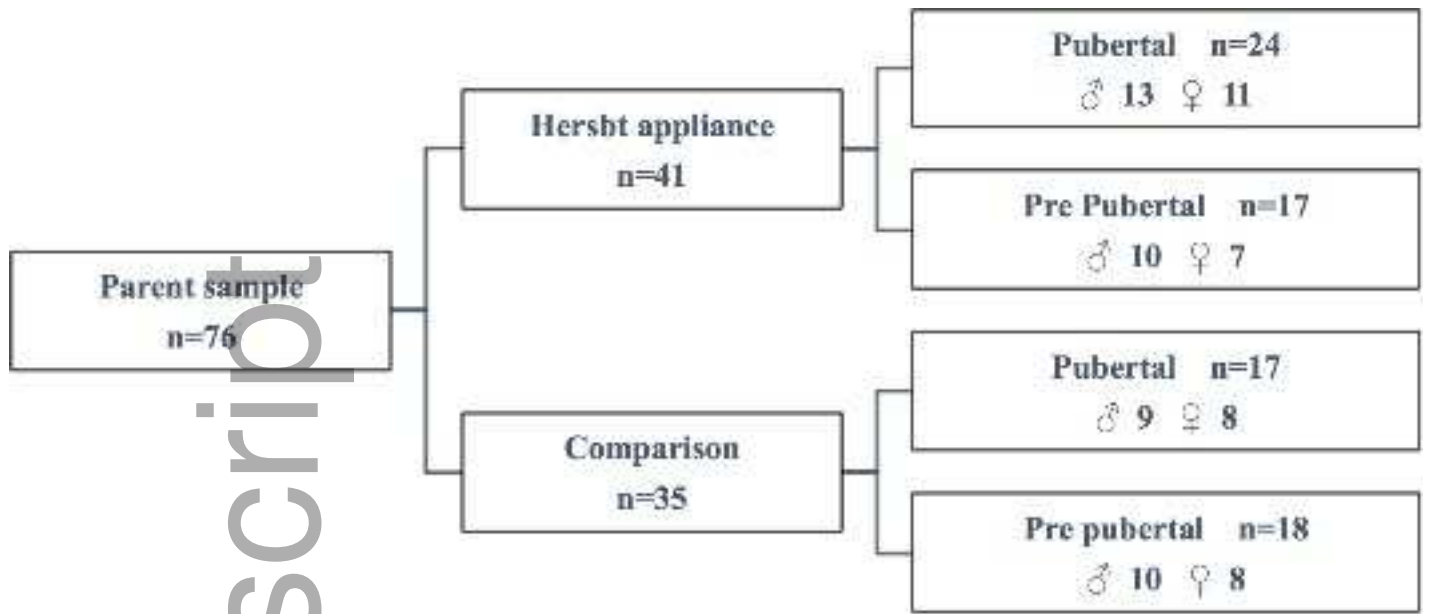 Parent sample
n=76
Hersbt appliance
n=41
Comparison
n=35
Pubertal n=24
♂ 13 ♀ 11
Pre Pubertal n=17
♂ 10 ♀ 7
Pubertal n=17
♂ 9 ♀ 8
Pre pubertal n=18
♂ 10 ♀ 8
script